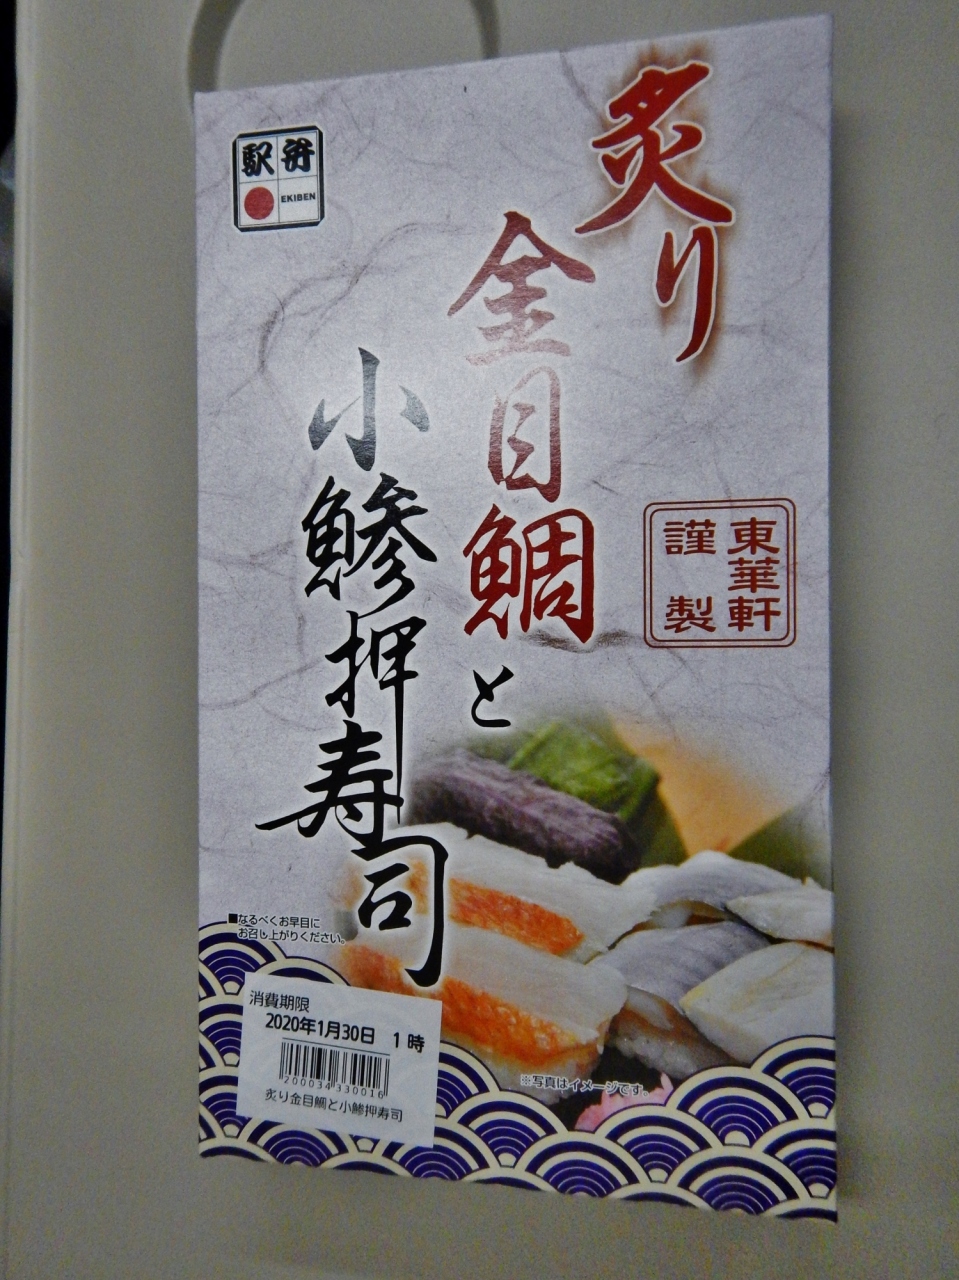 駅弁
EKIBEN
炙り
金目鯛と
小鯵押寿司
東華軒
謹製
■なるべくお早目に
お召し上がりください。
消費期限
2020年1月30日 1時
200034 330016
炙り金目鯛と小鯵押寿司
※写真はイメージです。